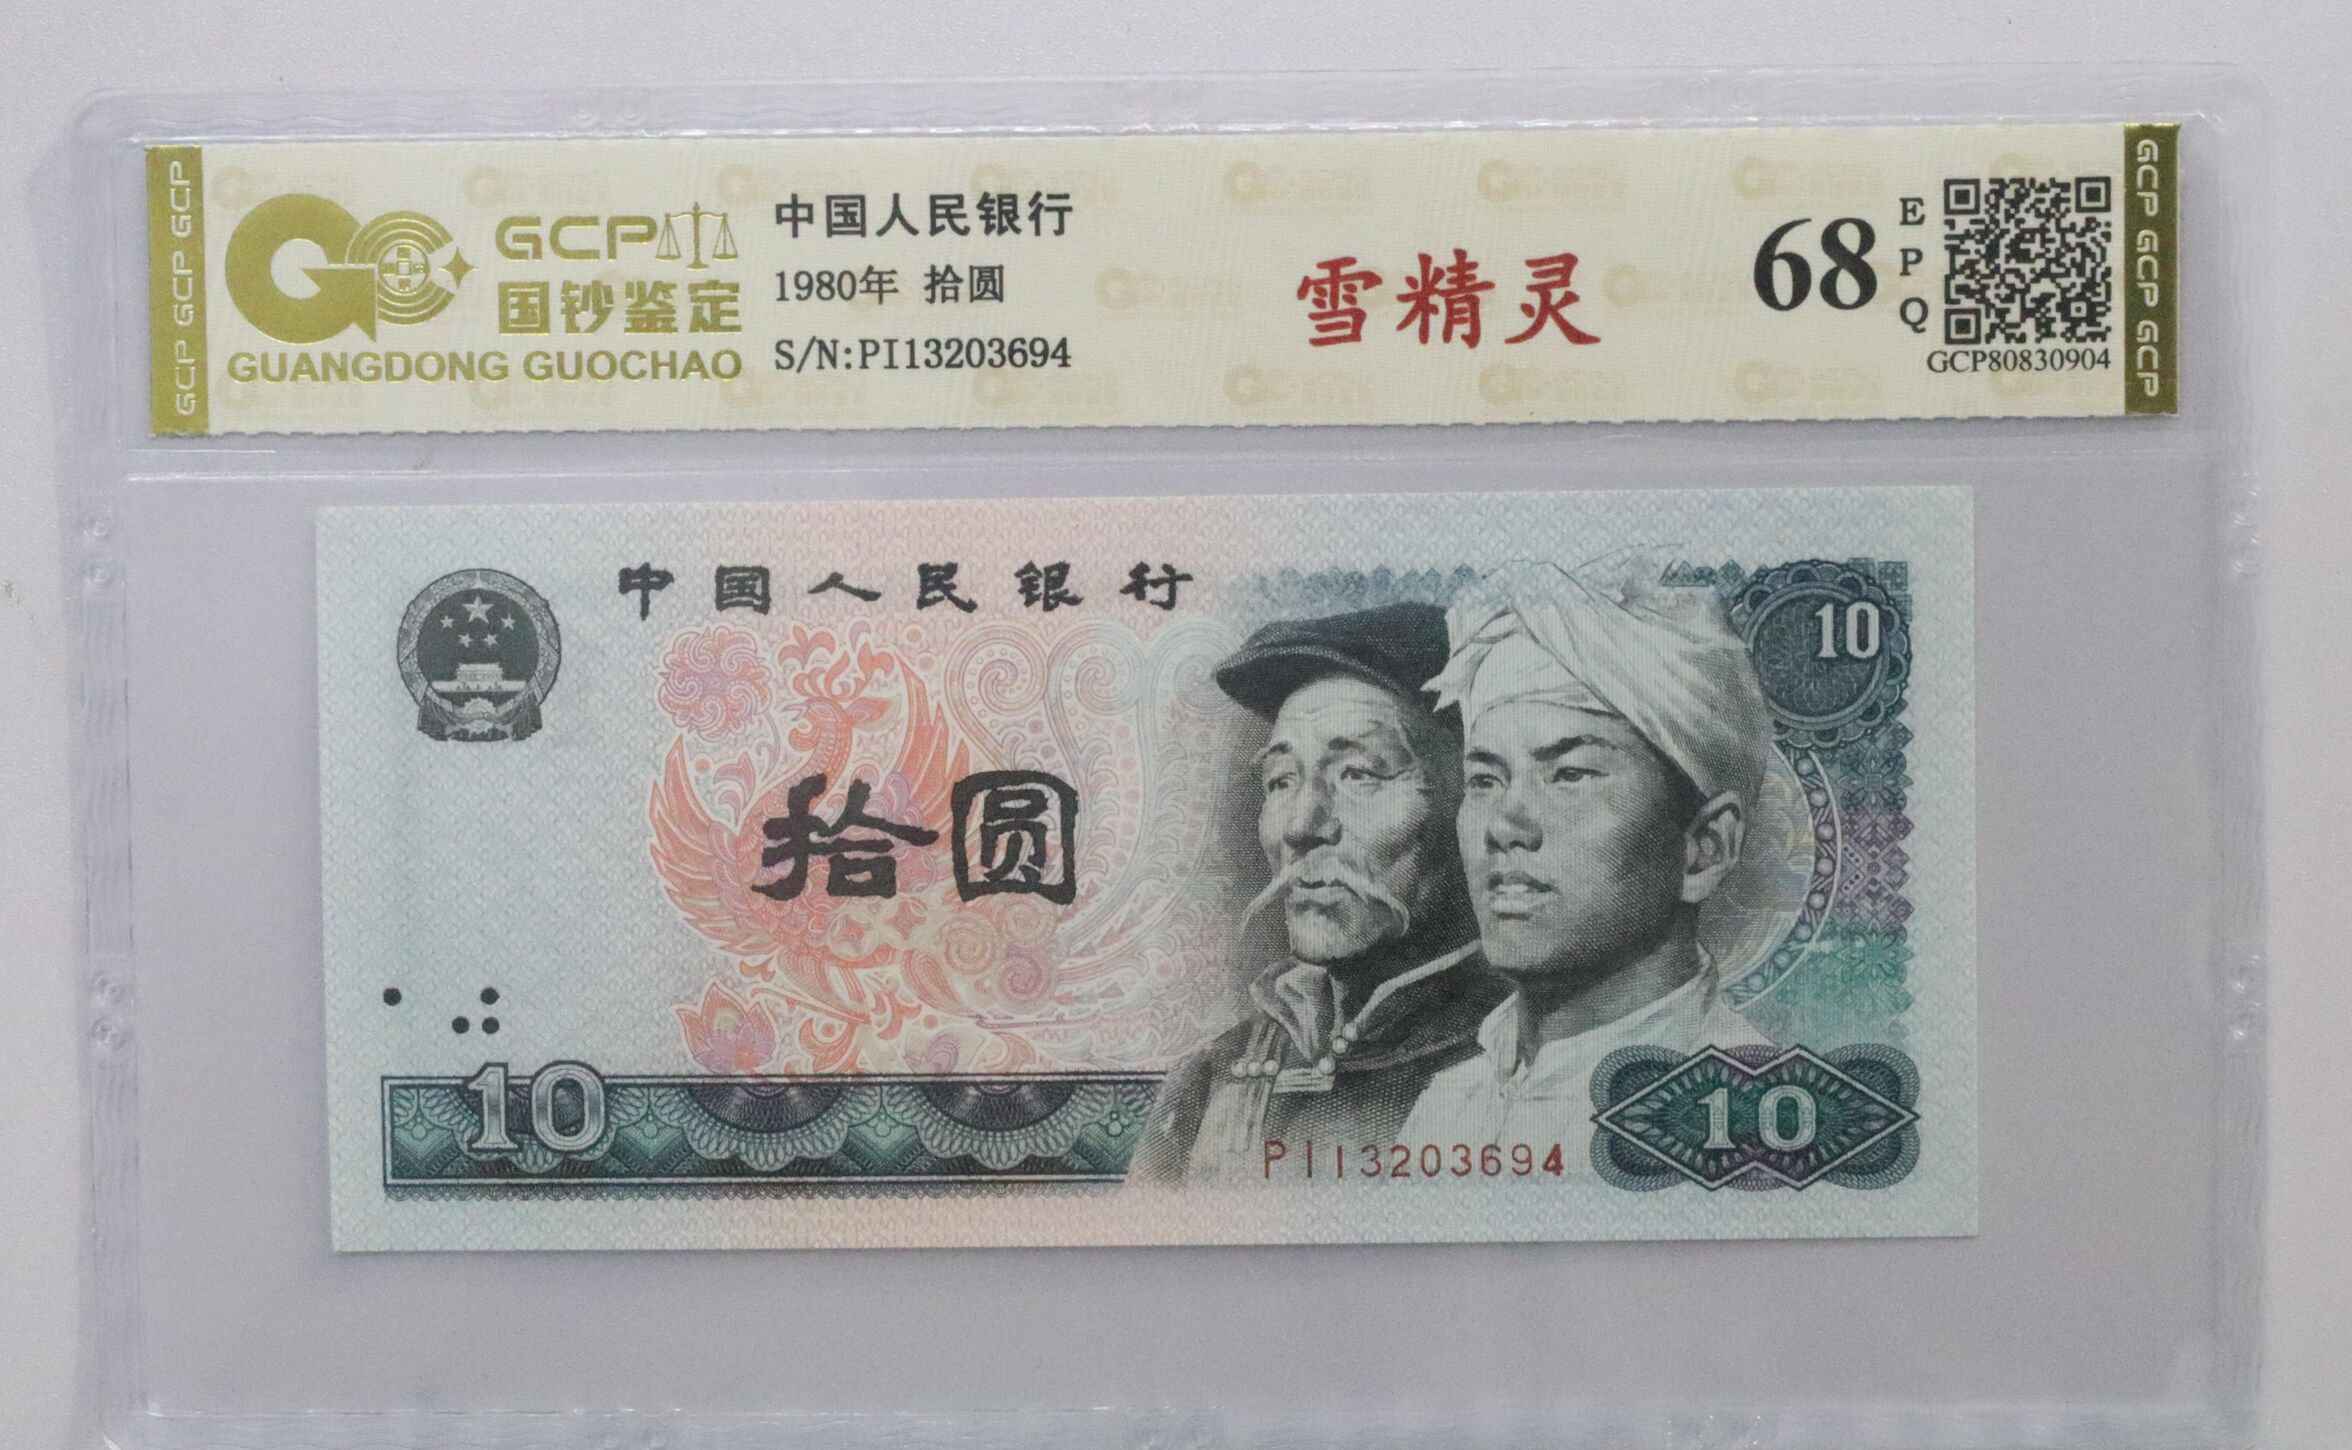 GCP GCP GCP
GCP
国钞鉴定
GUANGDONG GUOCHAO
中国人民银行
1980年 拾圆
S/N:PI13203694
雪精灵
68
EPQ
GCP80830904
GCP GCP GCP
中国人民银行
10
拾圆
10
PI13203694
10